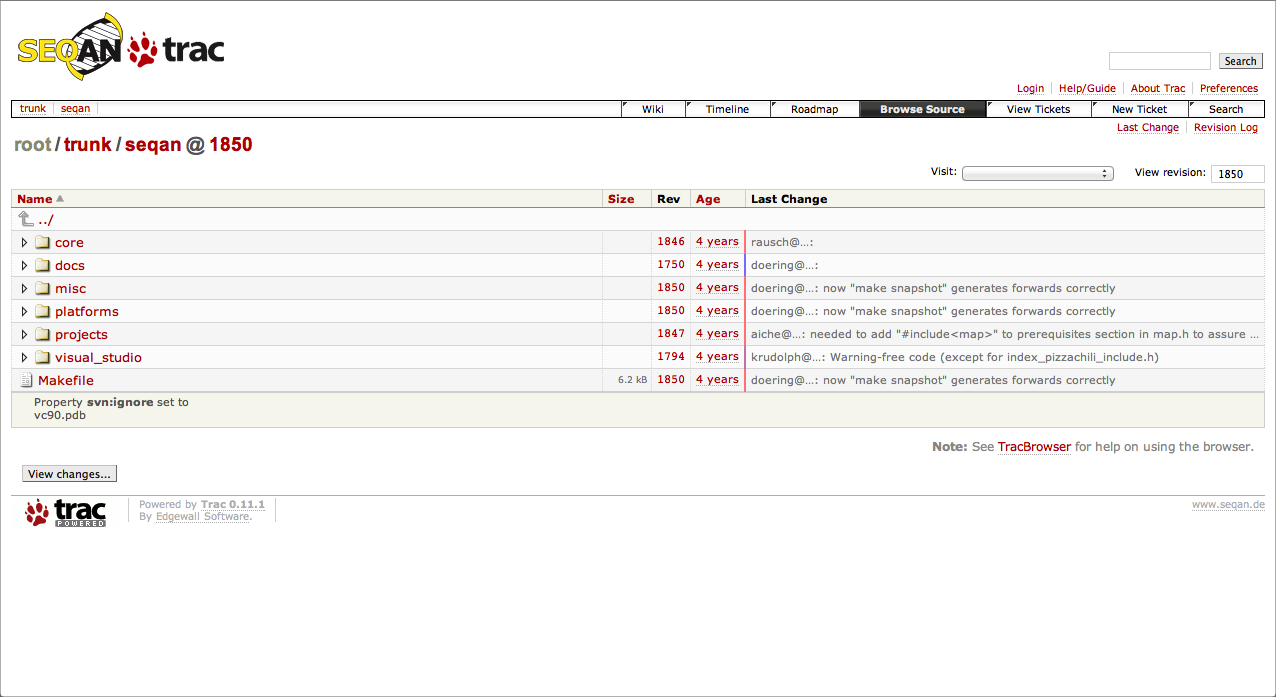 SEQAN trac
Search
Login Help/Guide About Trac Preferences
trunk seqan Wiki Timeline Roadmap Browse Source View Tickets New Ticket Search
Last Change Revision Log
root/trunk/seqan @ 1850
Visit: View revision: 1850
Name Size Rev Age Last Change
../
core 1846 4 years rausch@…:
docs 1750 4 years doering@…:
misc 1850 4 years doering@…: now "make snapshot" generates forwards correctly
platforms 1850 4 years doering@…: now "make snapshot" generates forwards correctly
projects 1847 4 years aiche@…: needed to add "#include<map>" to prerequisites section in map.h to assure …
visual_studio 1794 4 years krudolph@…: Warning-free code (except for index_pizzachili_include.h)
Makefile 6.2 kB 1850 4 years doering@…: now "make snapshot" generates forwards correctly
Property svn:ignore set to
vc90.pdb
Note: See TracBrowser for help on using the browser.
View changes...
trac POWERED
Powered by Trac 0.11.1
By Edgewall Software.
www.seqan.de